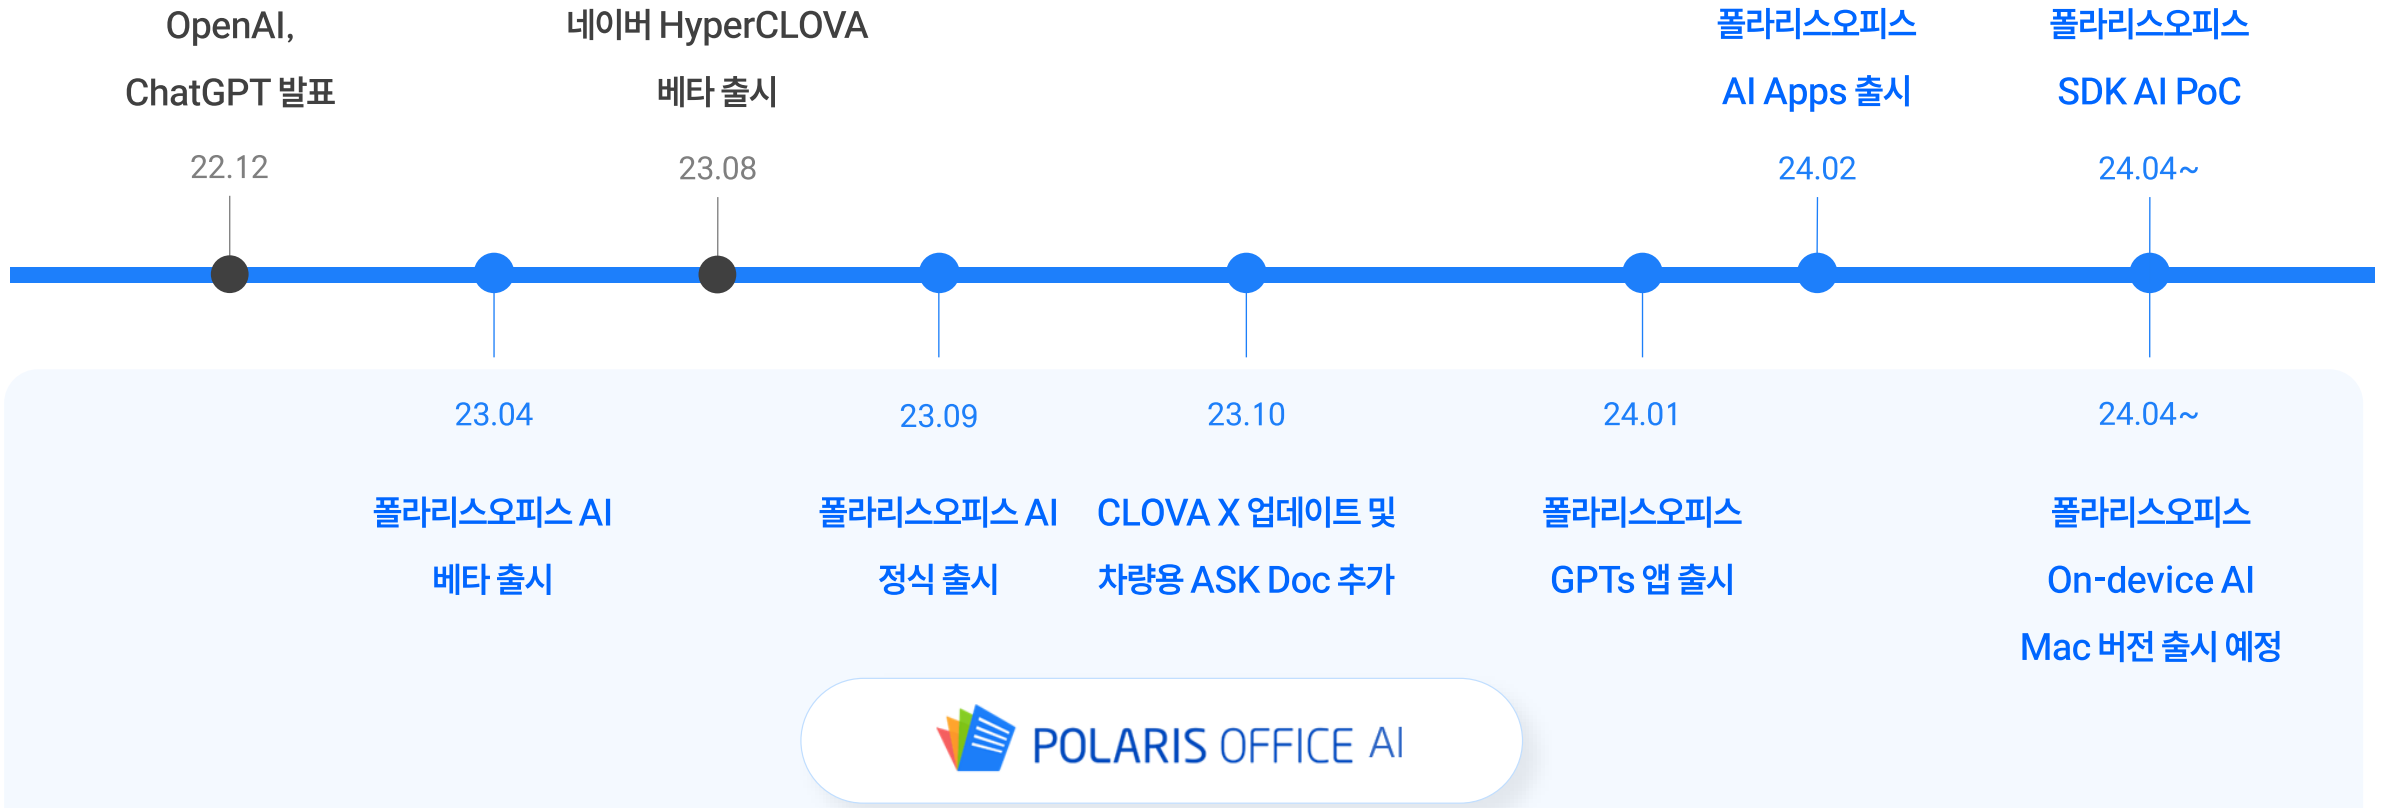 OpenAI,
ChatGPT 발표
22.12
네이버 HyperCLOVA
베타 출시
23.08
폴라리스오피스
AI Apps 출시
24.02
폴라리스오피스
SDK AI PoC
24.04~
23.04
폴라리스오피스 AI
베타 출시
23.09
폴라리스오피스 AI
정식 출시
23.10
CLOVA X 업데이트 및
차량용 ASK Doc 추가
24.01
폴라리스오피스
GPTs 앱 출시
24.04~
폴라리스오피스
On-device AI
Mac 버전 출시 예정
POLARIS OFFICE AI